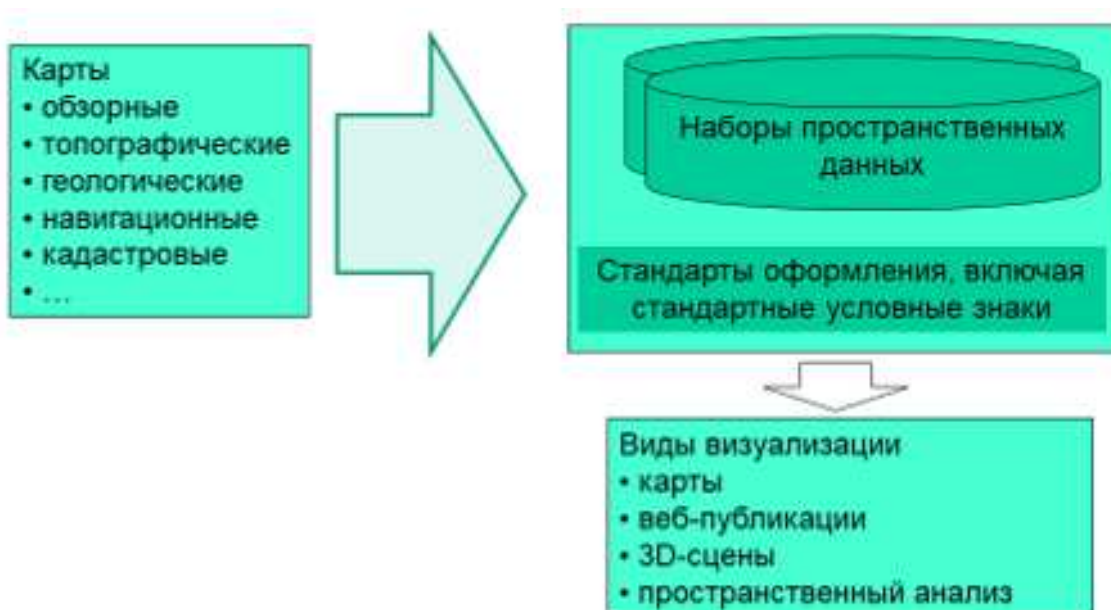 Карты
• обзорные
• топографические
• геологические
• навигационные
• кадастровые
• ...
Наборы пространственных
данных
Стандарты оформления, включая
стандартные условные знаки
Виды визуализации
• карты
• веб-публикации
• 3D-сцены
• пространственный анализ